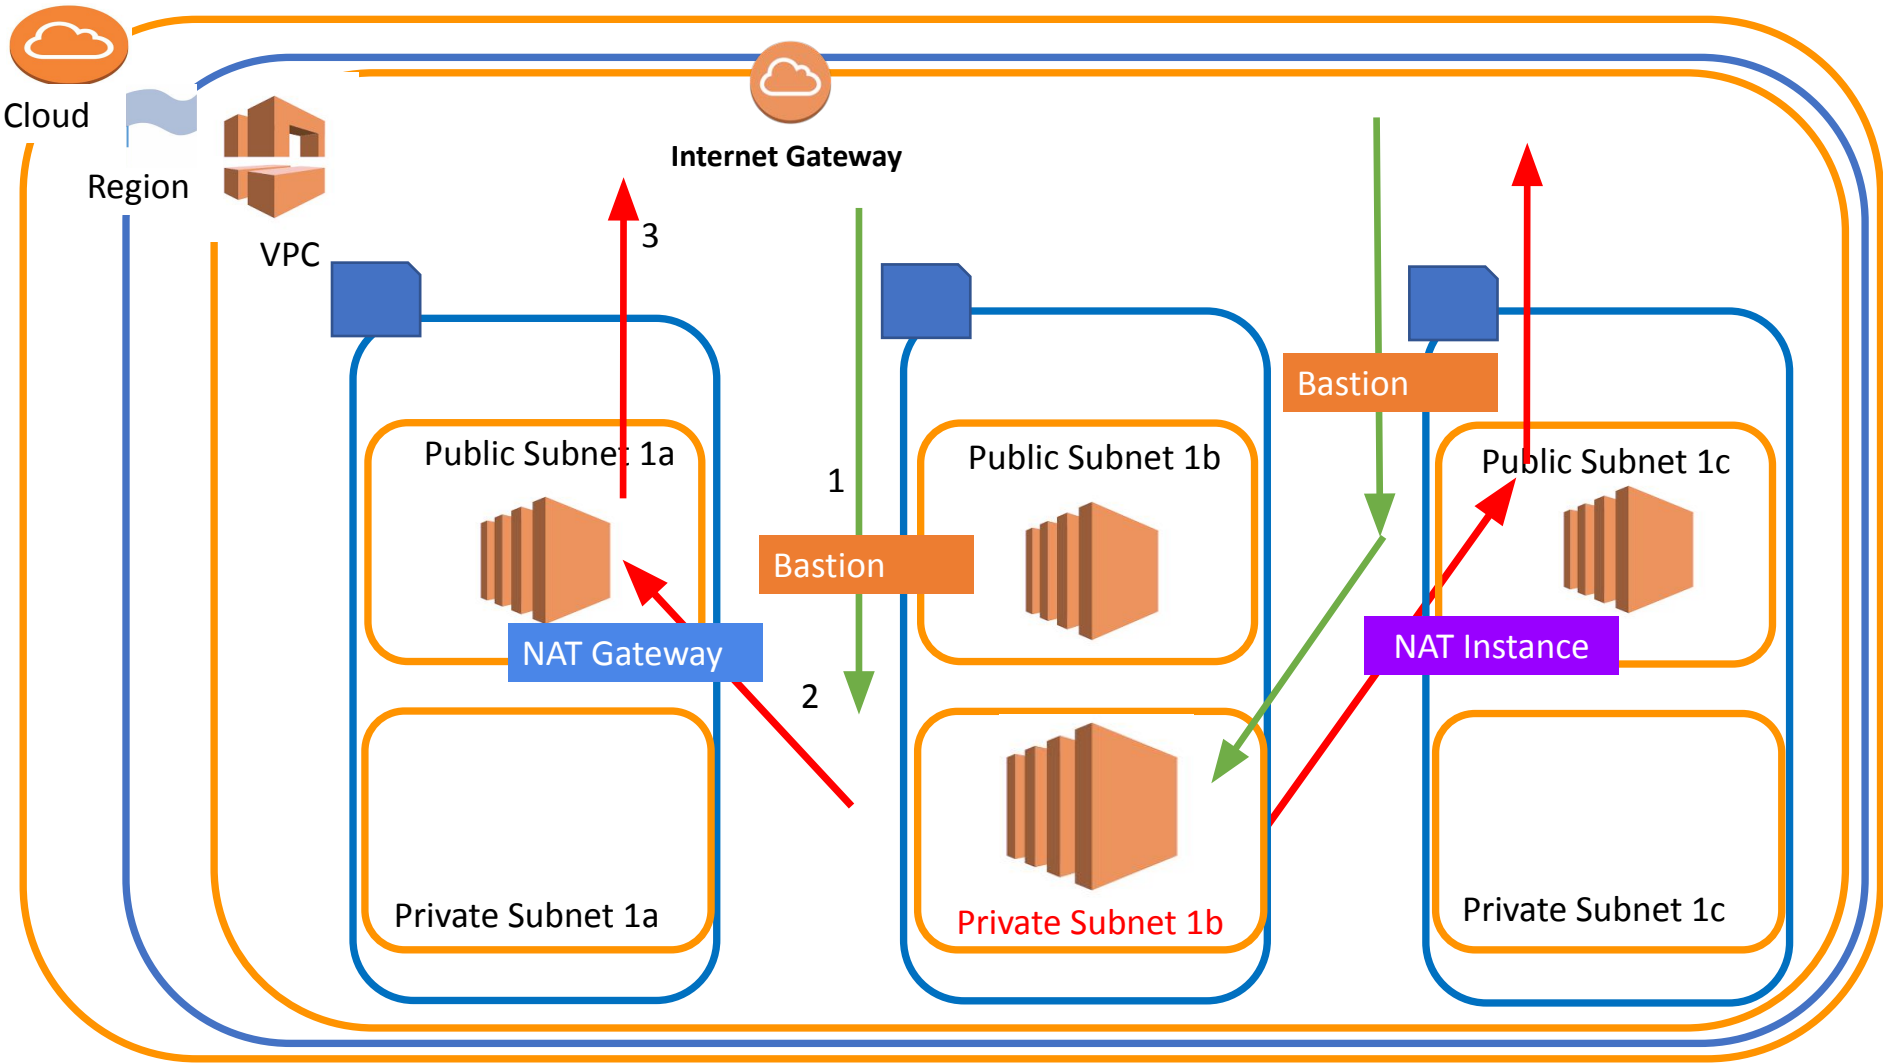 Cloud
Region
VPC
Internet Gateway
3
Public Subnet 1a
1
Public Subnet 1b
Bastion
Public Subnet 1c
Bastion
NAT Gateway
NAT Instance
2
Private Subnet 1a
Private Subnet 1b
Private Subnet 1c